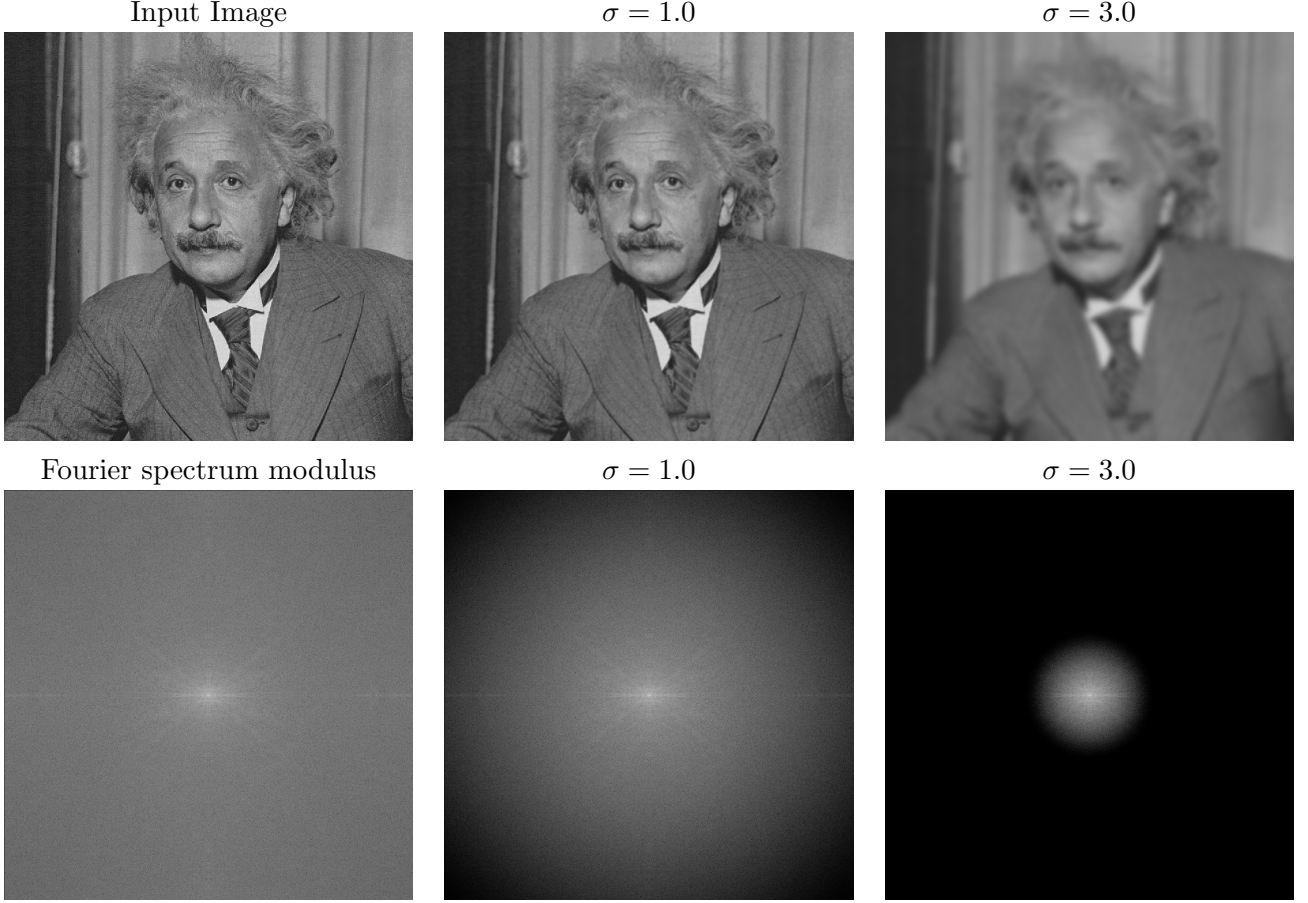 Input Image
σ = 1.0
σ = 3.0
Fourier spectrum modulus
σ = 1.0
σ = 3.0